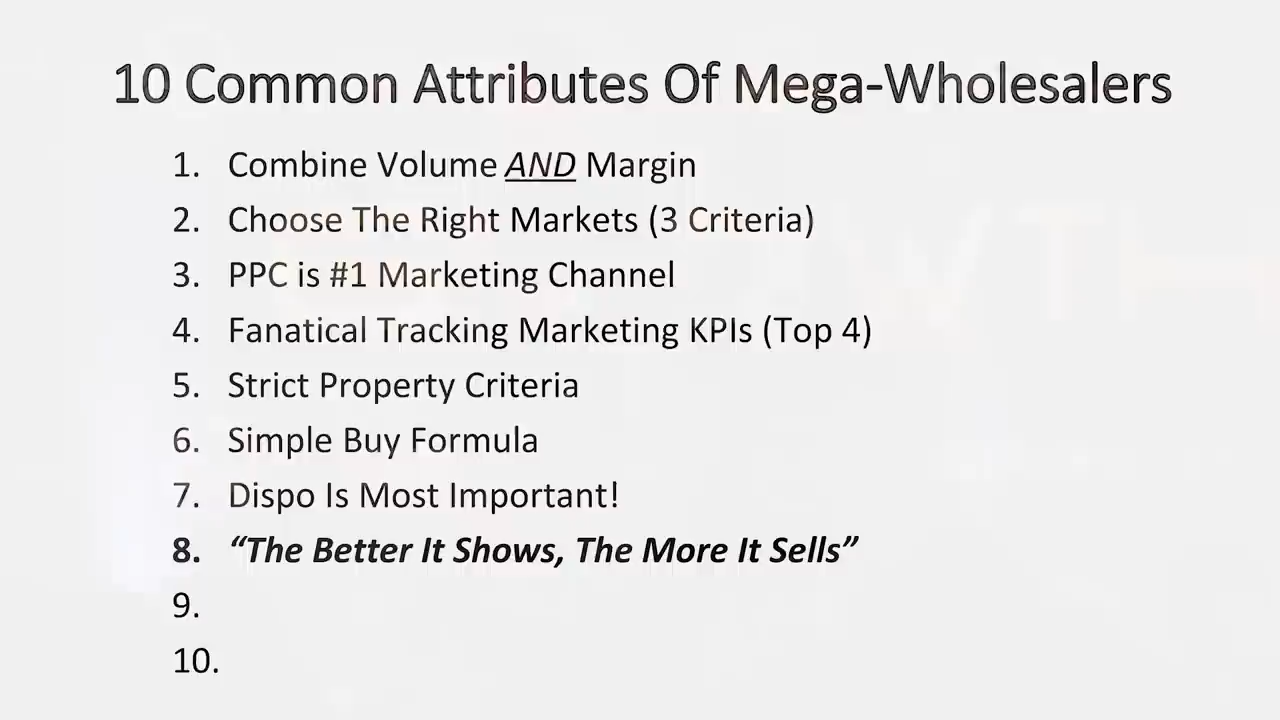 10 Common Attributes Of Mega-Wholesalers
1. Combine Volume AND Margin
2. Choose The Right Markets (3 Criteria)
3. PPC is #1 Marketing Channel
4. Fanatical Tracking Marketing KPIs (Top 4)
5. Strict Property Criteria
6. Simple Buy Formula
7. Dispo Is Most Important!
8. “The Better It Shows, The More It Sells”
9.
10.